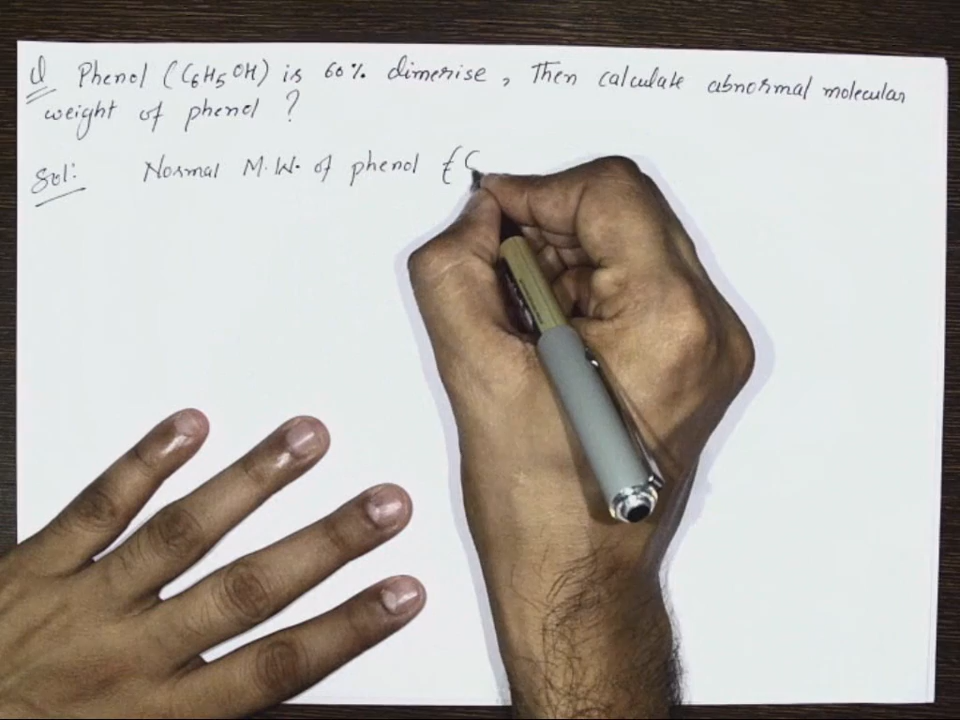 Q Phenol (C6H5OH) is 60% dimerise, Then calculate abnormal molecular
weight of phenol ?
Sol: Normal M.W. of phenol { C